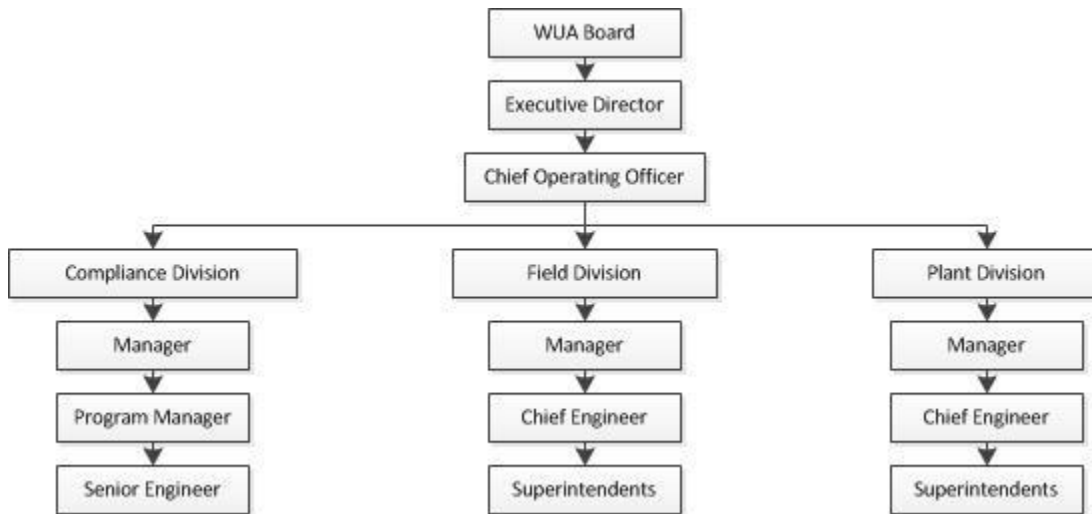 WUA Board
Executive Director
Chief Operating Officer
Compliance Division
Field Division
Plant Division
Manager
Manager
Manager
Program Manager
Chief Engineer
Chief Engineer
Senior Engineer
Superintendents
Superintendents